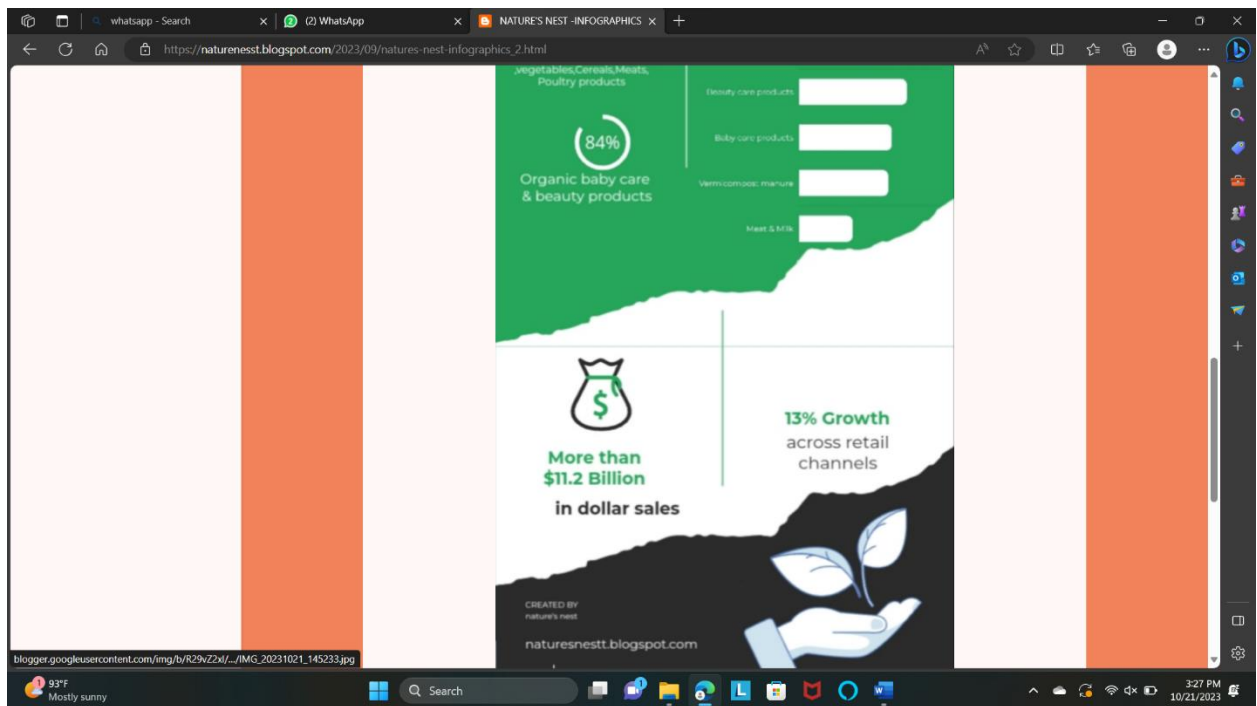 whatsapp - Search
(2) WhatsApp
NATURE'S NEST -INFOGRAPHICS
https://naturenesst.blogspot.com/2023/09/natures-nest-infographics_2.html
,vegetables,Cereals,Meats,
Poultry products
84%
Organic baby care
& beauty products
Beauty care products
Baby care products
Vermicompost manure
Meat & Milk
$
More than
$11.2 Billion
in dollar sales
13% Growth
across retail
channels
CREATED BY
nature's nest
naturesnestt.blogspot.com
blogger.googleusercontent.com/img/b/R29vZ2xl/.../IMG_20231021_145233.jpg
1
93°F
Mostly sunny
Search
L
3:27 PM
10/21/2023